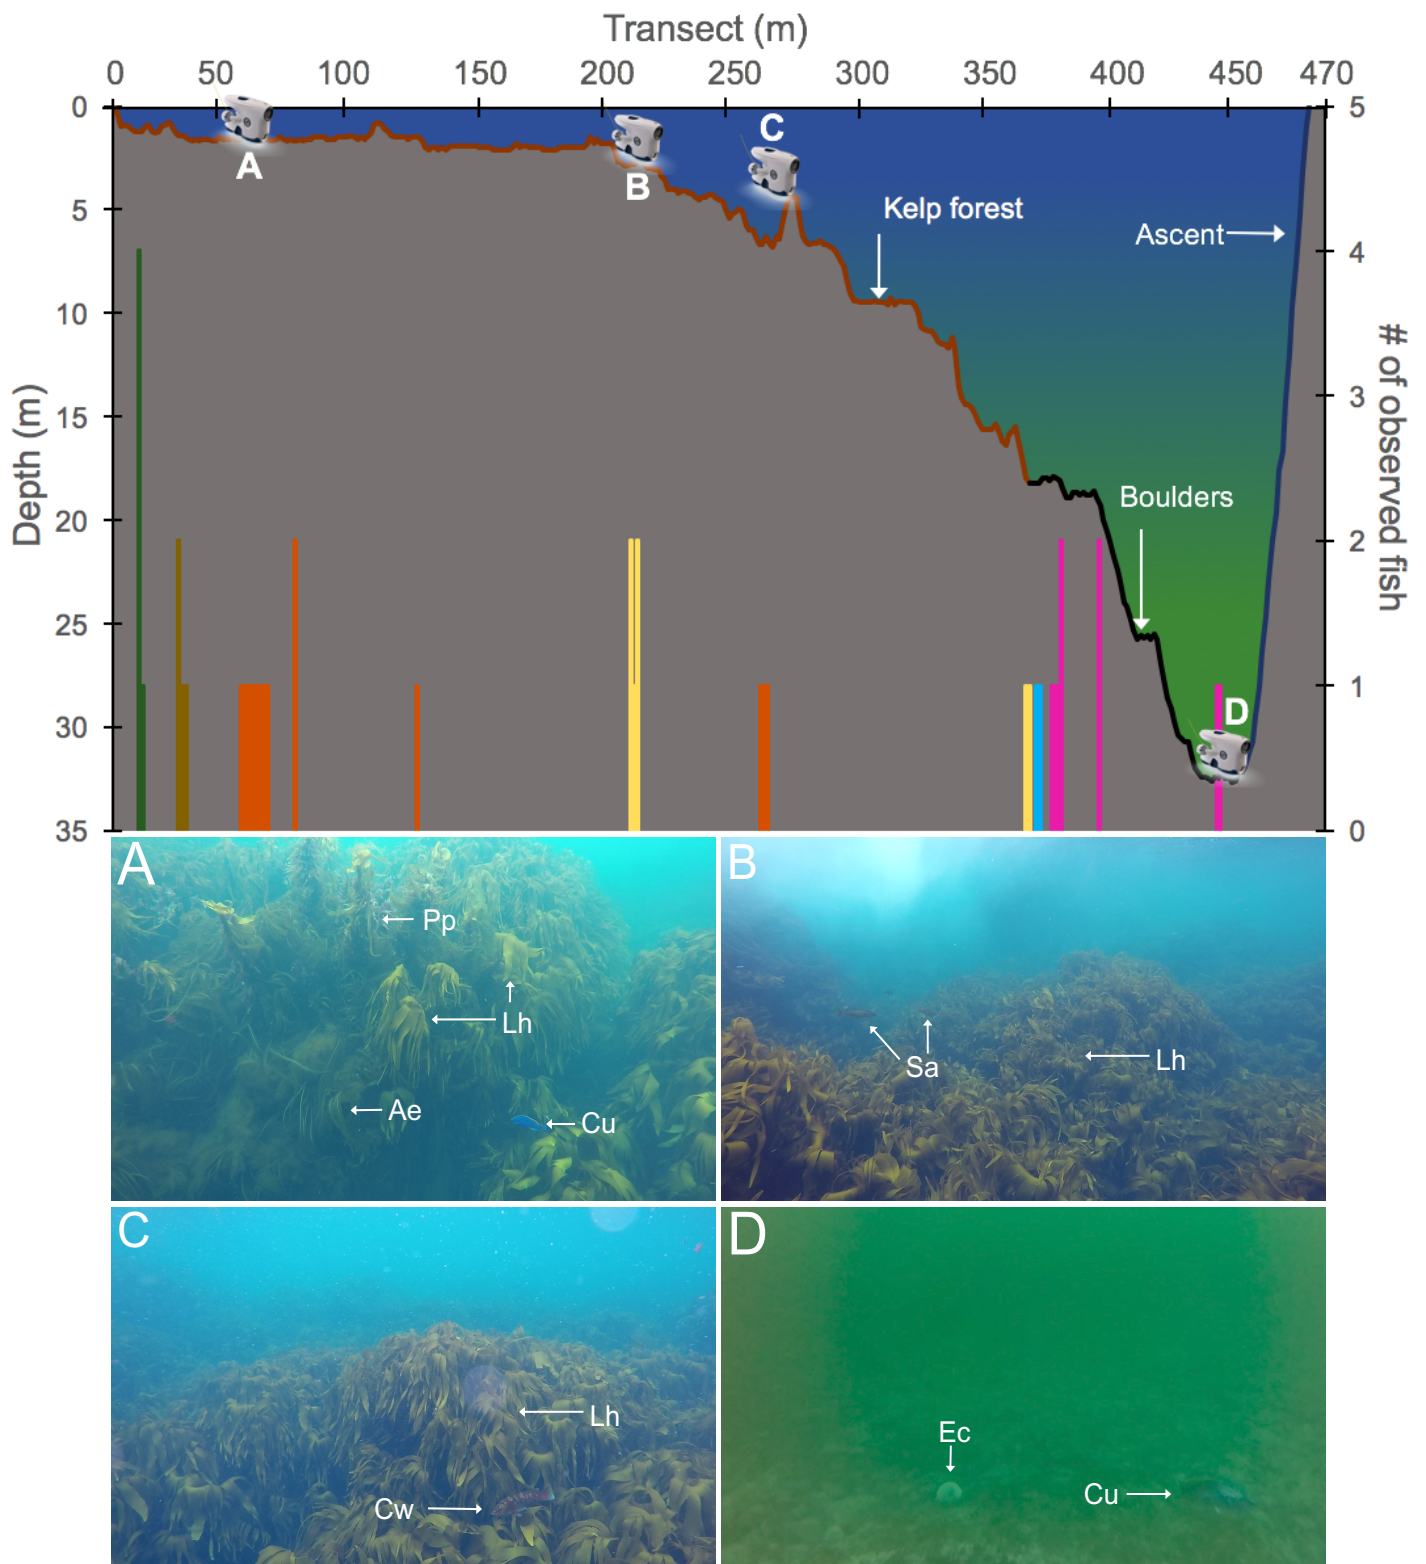 Transect (m)
0 50 100 150 200 250 300 350 400 450 470
0 5 10 15 20 25 30 35
Depth (m)
5 4 3 2 1 0
# of observed fish
A
B
C
Kelp forest
Ascent
Boulders
D
A
Pp
Lh
Ae
Cu
B
Sa
Lh
C
Lh
Cw
D
Ec
Cu